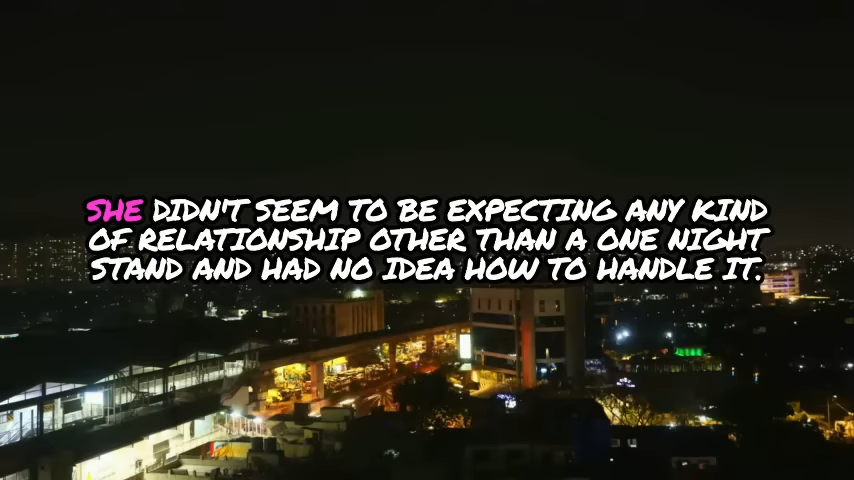 SHE DIDN'T SEEM TO BE EXPECTING ANY KIND
OF RELATIONSHIP OTHER THAN A ONE NIGHT
STAND AND HAD NO IDEA HOW TO HANDLE IT.